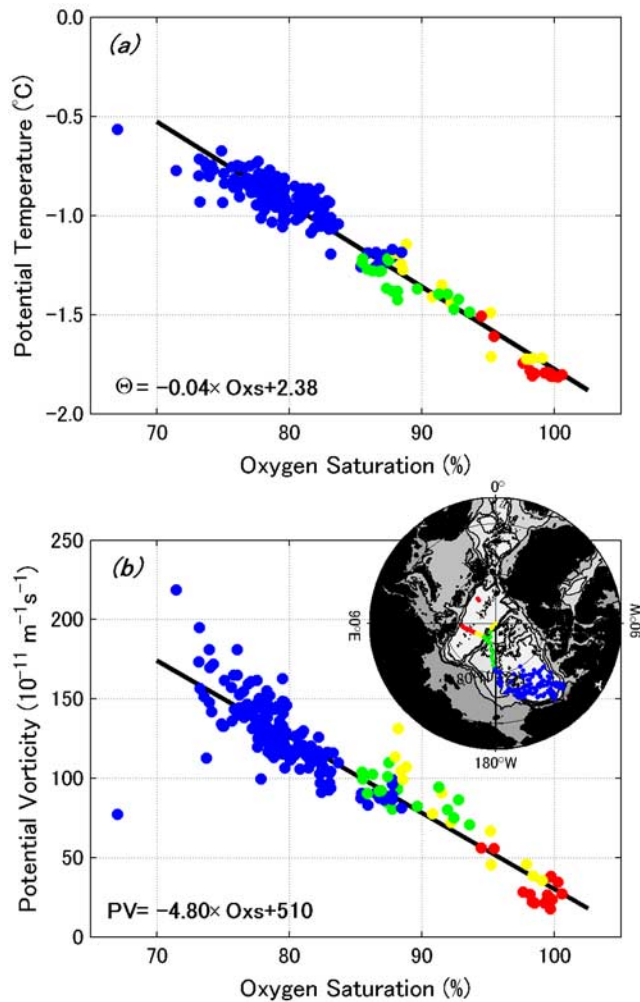 (a)
0.0
-0.5
-1.0
-1.5
-2.0
Potential Temperature (°C)
Θ= -0.04× Oxs+2.38
70 80 90 100
Oxygen Saturation (%)
(b)
250
200
150
100
50
0
Potential Vorticity (10⁻¹¹ m⁻¹s⁻¹)
0°
90°E
90°W
180°W
PV= -4.80× Oxs+510
70 80 90 100
Oxygen Saturation (%)